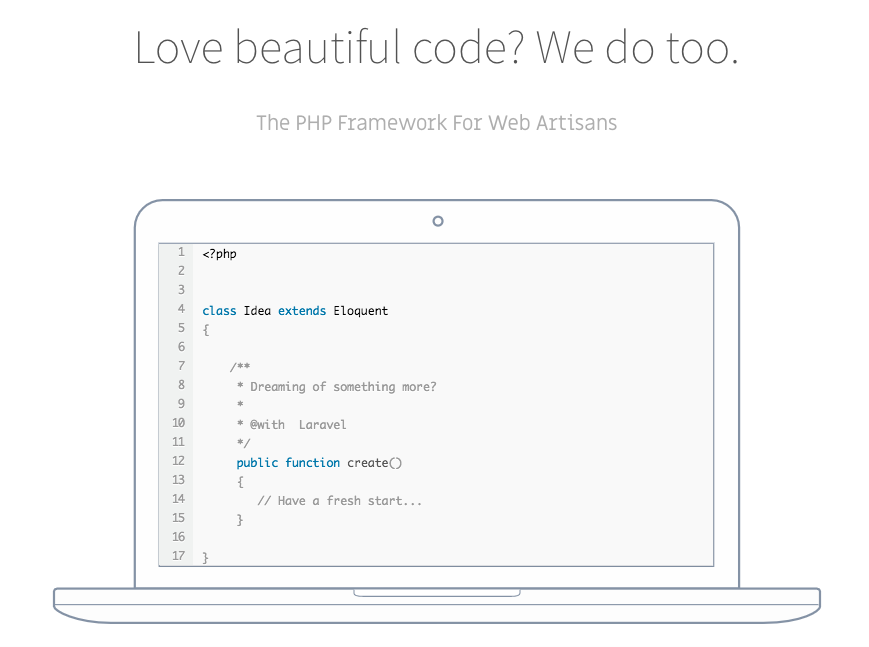 Love beautiful code? We do too.
The PHP Framework For Web Artisans
1 <?php
2
3
4 class Idea extends Eloquent
5 {
6
7     /**
8      * Dreaming of something more?
9      *
10      * @with  Laravel
11      */
12      public function create()
13      {
14         // Have a fresh start...
15      }
16
17 }